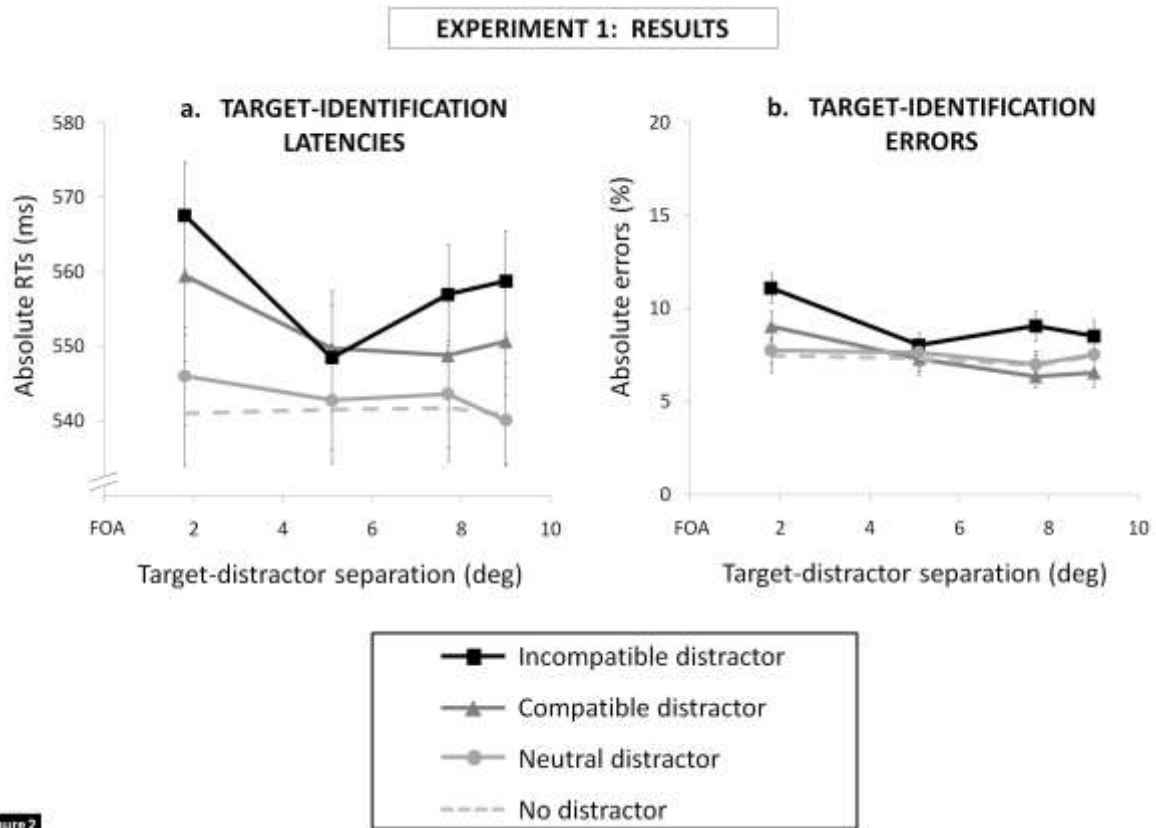 EXPERIMENT 1: RESULTS
a. TARGET-IDENTIFICATION
LATENCIES
580
570
560
550
540
Absolute RTs (ms)
FOA 2 4 6 8 10
Target-distractor separation (deg)
b. TARGET-IDENTIFICATION
ERRORS
20
15
10
5
0
Absolute errors (%)
FOA 2 4 6 8 10
Target-distractor separation (deg)
Incompatible distractor
Compatible distractor
Neutral distractor
No distractor